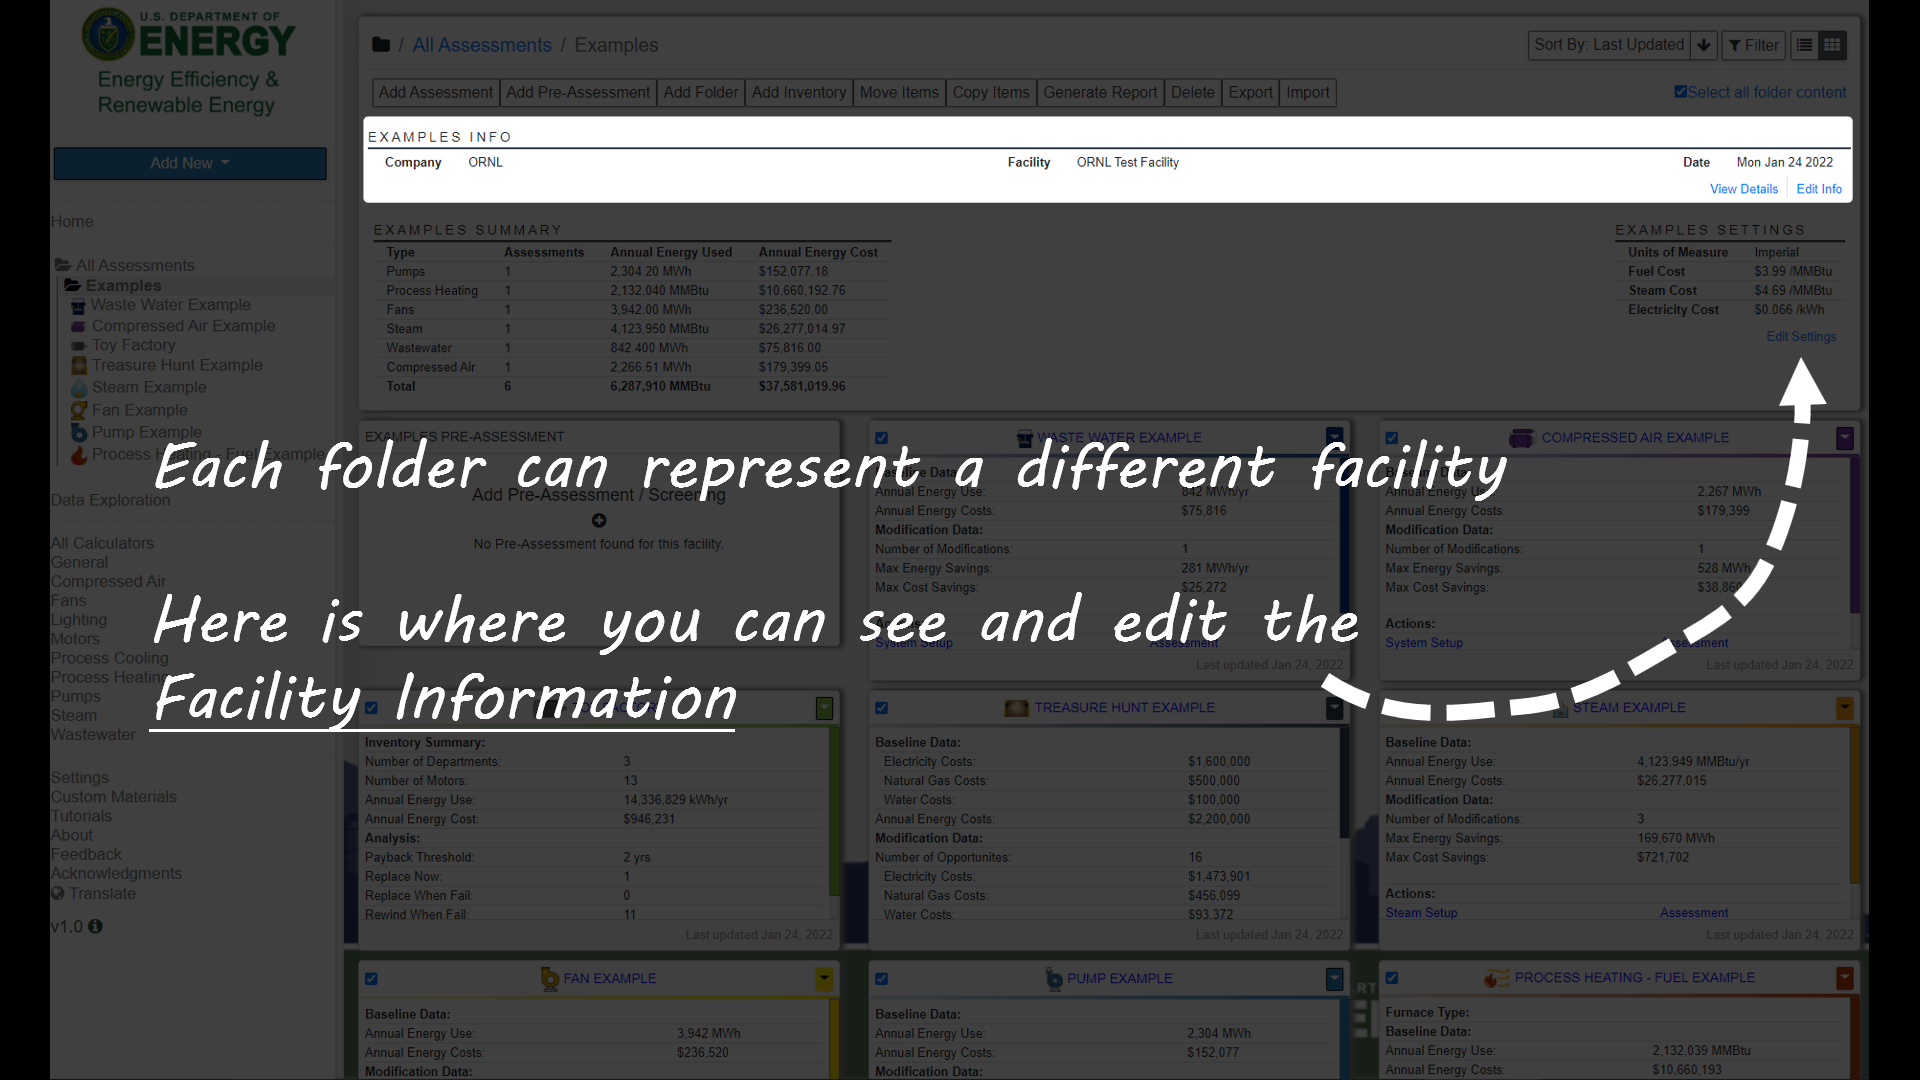 U.S. DEPARTMENT OF
ENERGY
Energy Efficiency &
Renewable Energy
Add New
Home
All Assessments
Examples
Waste Water Example
Compressed Air Example
Toy Factory
Treasure Hunt Example
Steam Example
Fan Example
Pump Example
Process Heating - Fuel Example
Data Exploration
All Calculators
General
Compressed Air
Fans
Lighting
Motors
Process Cooling
Process Heating
Pumps
Steam
Wastewater
Settings
Custom Materials
Tutorials
About
Feedback
Acknowledgments
Translate
v1.0
/ All Assessments / Examples
Sort By: Last Updated Filter
Add Assessment Add Pre-Assessment Add Folder Add Inventory Move Items Copy Items Generate Report Delete Export Import
Select all folder content
EXAMPLES INFO
Company ORNL Facility ORNL Test Facility Date Mon Jan 24 2022
View Details Edit Info
EXAMPLES SUMMARY
Type Assessments Annual Energy Used Annual Energy Cost
Pumps 1 2,304.20 MWh $152,077.18
Process Heating 1 2,132,040 MMBtu $10,660,192.76
Fans 1 3,942.00 MWh $236,520.00
Steam 1 4,123,950 MMBtu $26,277,014.97
Wastewater 1 842.400 MWh $75,816.00
Compressed Air 1 2,266.51 MWh $179,399.05
Total 6 6,287,910 MMBtu $37,581,019.96
EXAMPLES SETTINGS
Units of Measure Imperial
Fuel Cost $3.99 /MMBtu
Steam Cost $4.69 /MMBtu
Electricity Cost $0.066 /kWh
Edit Settings
Each folder can represent a different facility
Here is where you can see and edit the
Facility Information
EXAMPLES PRE-ASSESSMENT
Add Pre-Assessment / Screening
No Pre-Assessment found for this facility.
WASTE WATER EXAMPLE
Baseline Data:
Annual Energy Use: 842 MWh/yr
Annual Energy Costs: $75,816
Modification Data:
Number of Modifications: 1
Max Energy Savings: 281 MWh/yr
Max Cost Savings: $25,272
System Setup Assessment
Last updated Jan 24, 2022
COMPRESSED AIR EXAMPLE
Baseline Data:
Annual Energy Use: 2,267 MWh
Annual Energy Costs: $179,399
Modification Data:
Number of Modifications: 1
Max Energy Savings: 528 MWh
Max Cost Savings:
Actions:
System Setup Assessment
Last updated Jan 24, 2022
Inventory Summary:
Number of Departments: 3
Number of Motors: 13
Annual Energy Use: 14,336,829 kWh/yr
Annual Energy Cost: $946,231
Analysis:
Payback Threshold: 2 yrs
Replace Now: 1
Replace When Fail: 0
Rewind When Fail: 11
Last updated Jan 24, 2022
TREASURE HUNT EXAMPLE
Baseline Data:
Electricity Costs: $1,600,000
Natural Gas Costs: $500,000
Water Costs: $100,000
Annual Energy Costs: $2,200,000
Modification Data:
Number of Opportunites: 16
Electricity Costs: $1,473,901
Natural Gas Costs: $456,099
Water Costs: $93,372
Last updated Jan 24, 2022
STEAM EXAMPLE
Baseline Data:
Annual Energy Use: 4,123,949 MMBtu/yr
Annual Energy Costs: $26,277,015
Modification Data:
Number of Modifications: 3
Max Energy Savings: 169,670 MWh
Max Cost Savings: $721,702
Actions:
Steam Setup Assessment
Last updated Jan 24, 2022
FAN EXAMPLE
Baseline Data:
Annual Energy Use: 3,942 MWh
Annual Energy Costs: $236,520
Modification Data:
PUMP EXAMPLE
Baseline Data:
Annual Energy Use: 2,304 MWh
Annual Energy Costs: $152,077
Modification Data:
PROCESS HEATING - FUEL EXAMPLE
Furnace Type:
Baseline Data:
Annual Energy Use: 2,132,039 MMBtu
Annual Energy Costs: $10,660,193